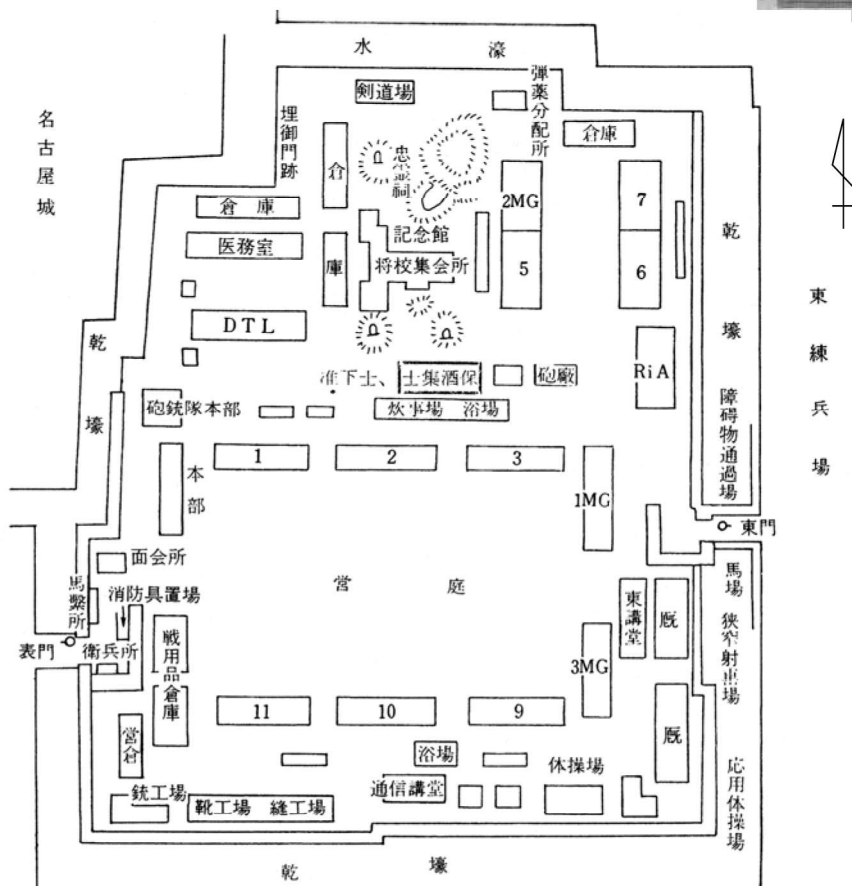 水濠
名古屋城
埋御門跡
剣道場
弾薬分配所
倉庫
倉庫
忠霊祠
2MG
7
倉庫
医務室
記念館
将校集会所
5
6
乾濠
東練兵場
DTL
乾濠
准下士、士集酒保
砲廠
RiA
砲銃隊本部
炊事場 浴場
障碍物通過場
1
2
3
本部
1MG
東門
面会所
営庭
馬繋所
消防具置場
馬場
東講堂
厩
狭窄射出場
表門
衛兵所
戦用品倉庫
3MG
11
10
9
厩
営倉
浴場
体操場
応用体操場
通信講堂
銃工場
靴工場 縫工場
乾濠